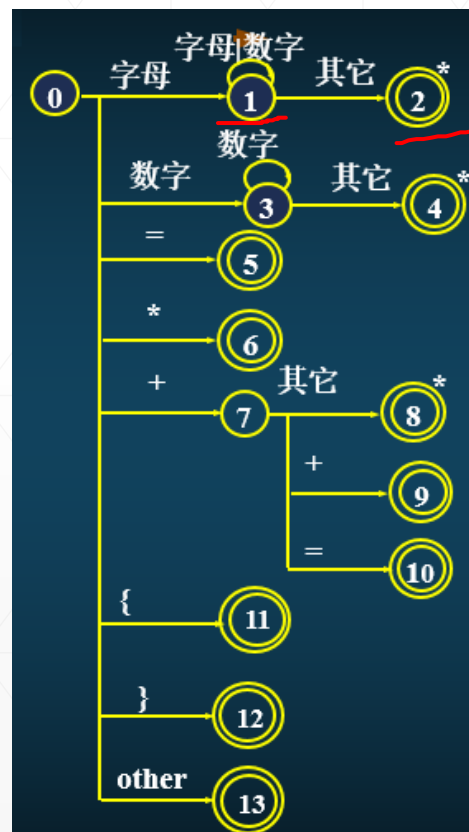 字母|数字
0 字母 1 其它 2 *
数字
数字 3 其它 4 *
= 5
* 6
+ 7 其它 8 *
+ 9
= 10
{ 11
} 12
other 13